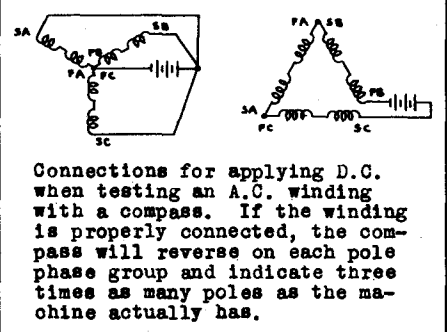 SA
SB
FB
FA FC
SC
FA SB
FB
SA
FC
SC
Connections for applying D.C.
when testing an A.C. winding
with a compass. If the winding
is properly connected, the com-
pass will reverse on each pole
phase group and indicate three
times as many poles as the ma-
chine actually has.